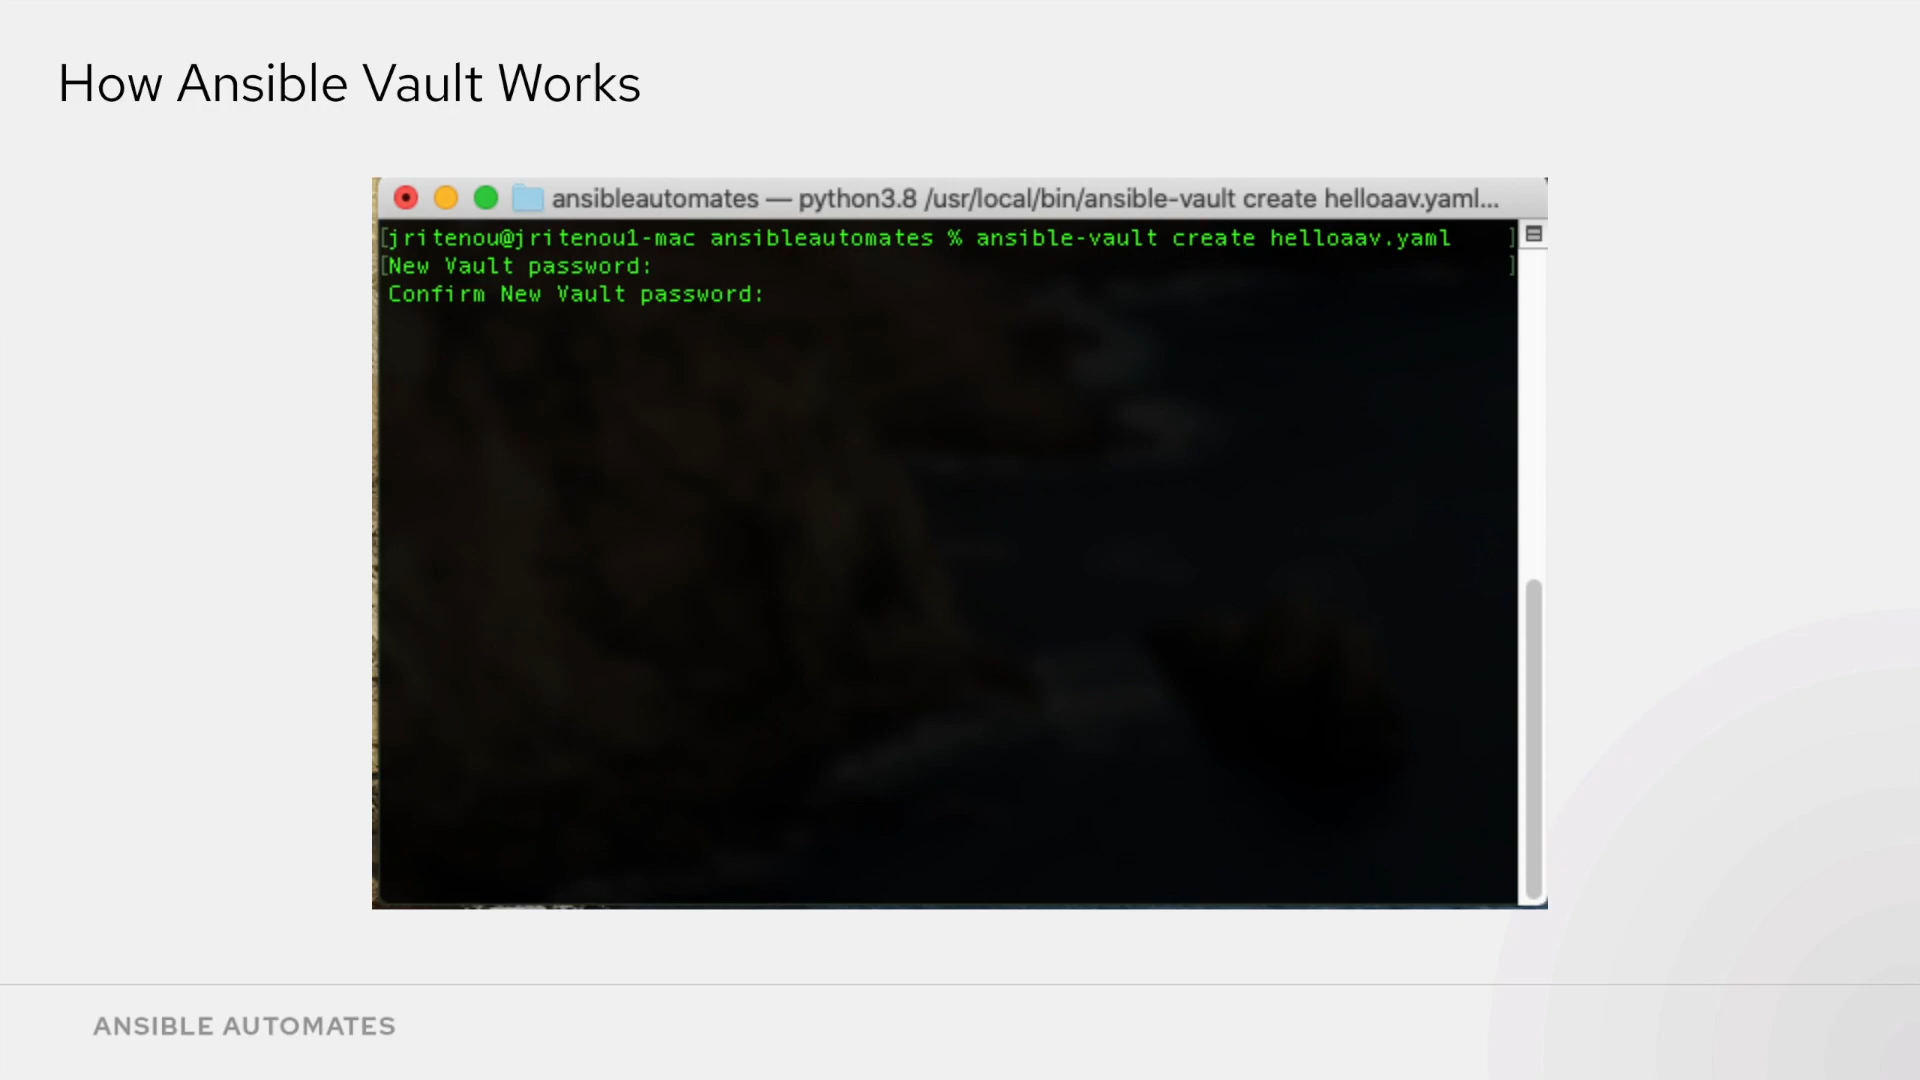 How Ansible Vault Works
ansibleautomates — python3.8 /usr/local/bin/ansible-vault create helloaav.yaml...
[jritenou@jritenou1-mac ansibleautomates % ansible-vault create helloaav.yaml ]
[New Vault password: ]
Confirm New Vault password:
ANSIBLE AUTOMATES